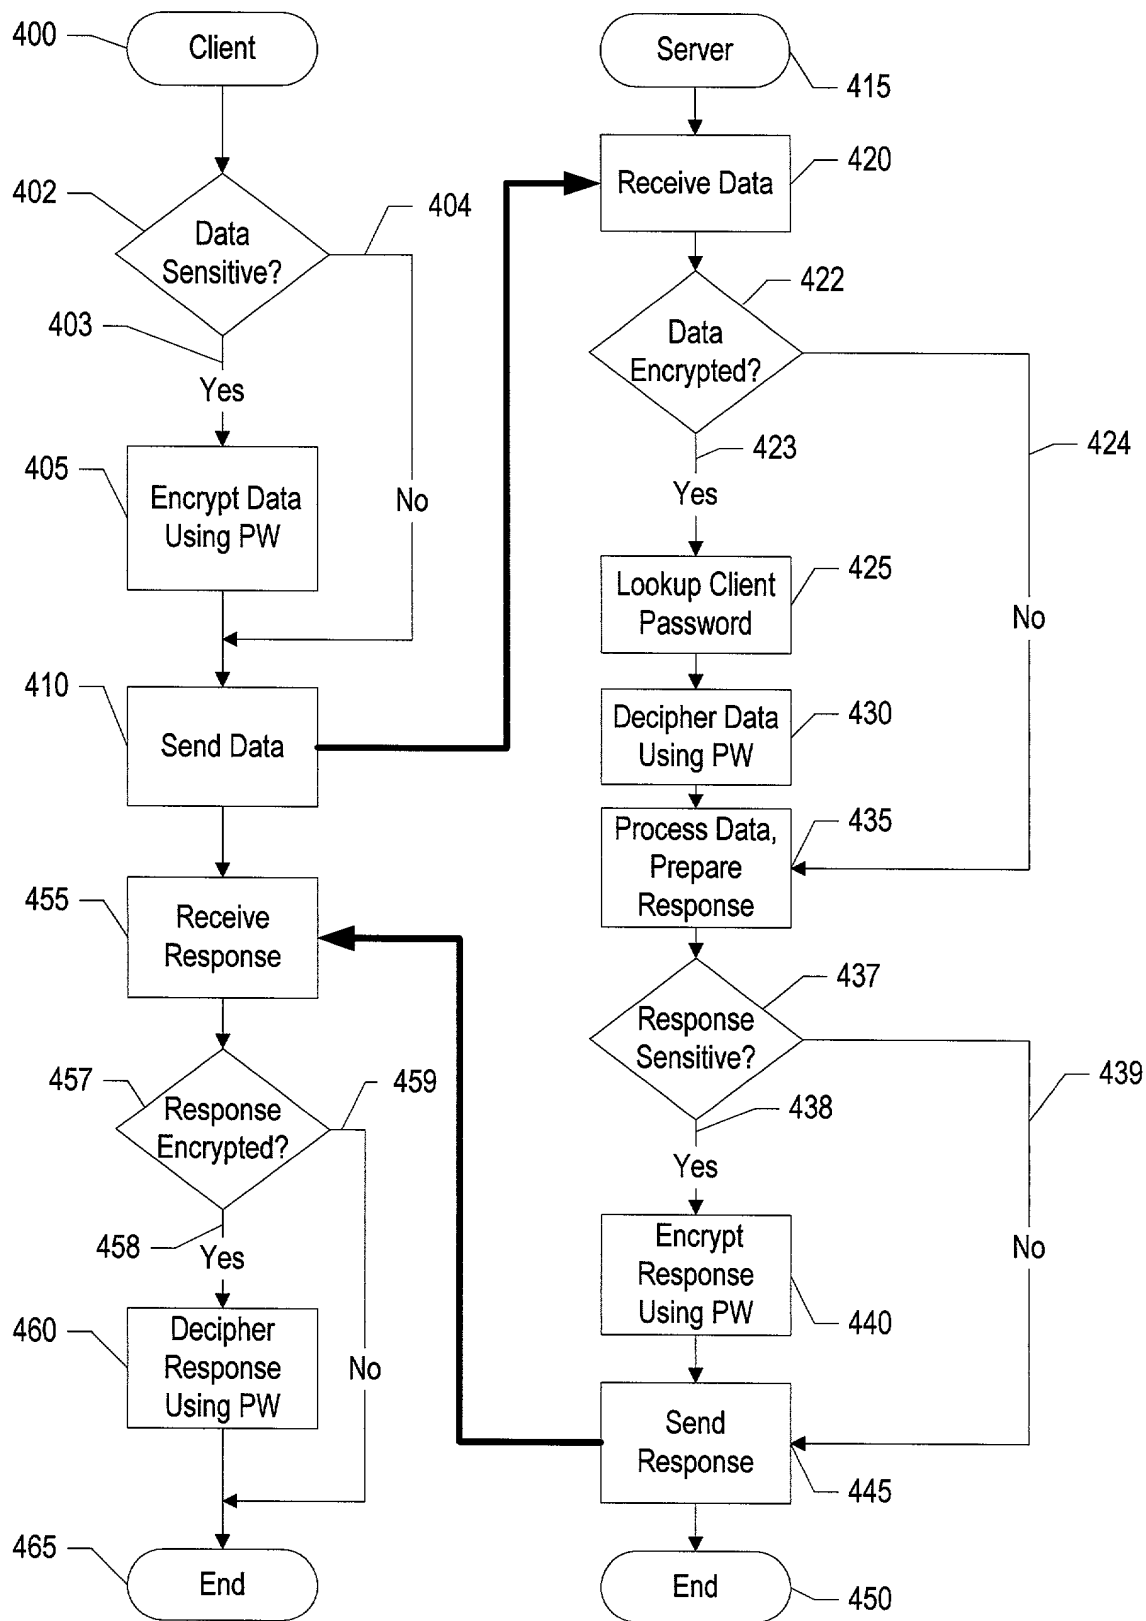 400
Client
Server
415
420
Receive Data
402
404
Data
Sensitive?
422
403
Data
Encrypted?
Yes
423
424
405
Encrypt Data
Using PW
No
Yes
425
Lookup Client
Password
No
410
Send Data
Decipher Data
Using PW
430
Process Data,
Prepare
Response
435
455
Receive
Response
437
Response
Sensitive?
457
459
439
Response
Encrypted?
438
Yes
458
Yes
Encrypt
Response
Using PW
No
440
460
Decipher
Response
Using PW
No
Send
Response
445
465
End
End
450